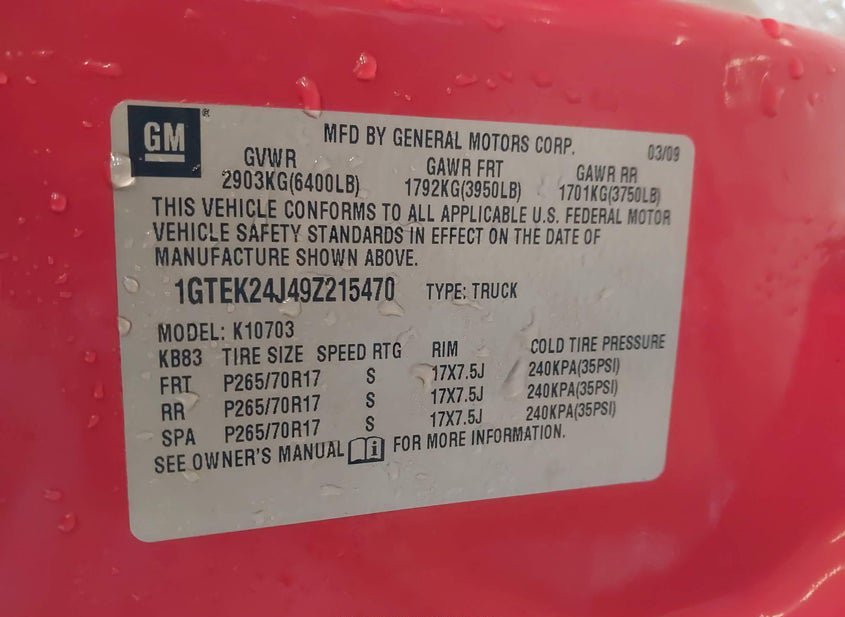 GM ®
MFD BY GENERAL MOTORS CORP. 03/09
GVWR GAWR FRT GAWR RR
2903KG(6400LB) 1792KG(3950LB) 1701KG(3750LB)
THIS VEHICLE CONFORMS TO ALL APPLICABLE U.S. FEDERAL MOTOR
VEHICLE SAFETY STANDARDS IN EFFECT ON THE DATE OF
MANUFACTURE SHOWN ABOVE.
1GTEK24J49Z215470 TYPE: TRUCK
MODEL: K10703
KB83 TIRE SIZE SPEED RTG RIM COLD TIRE PRESSURE
FRT P265/70R17 S 17X7.5J 240KPA(35PSI)
RR P265/70R17 S 17X7.5J 240KPA(35PSI)
SPA P265/70R17 S 17X7.5J 240KPA(35PSI)
SEE OWNER'S MANUAL i FOR MORE INFORMATION.